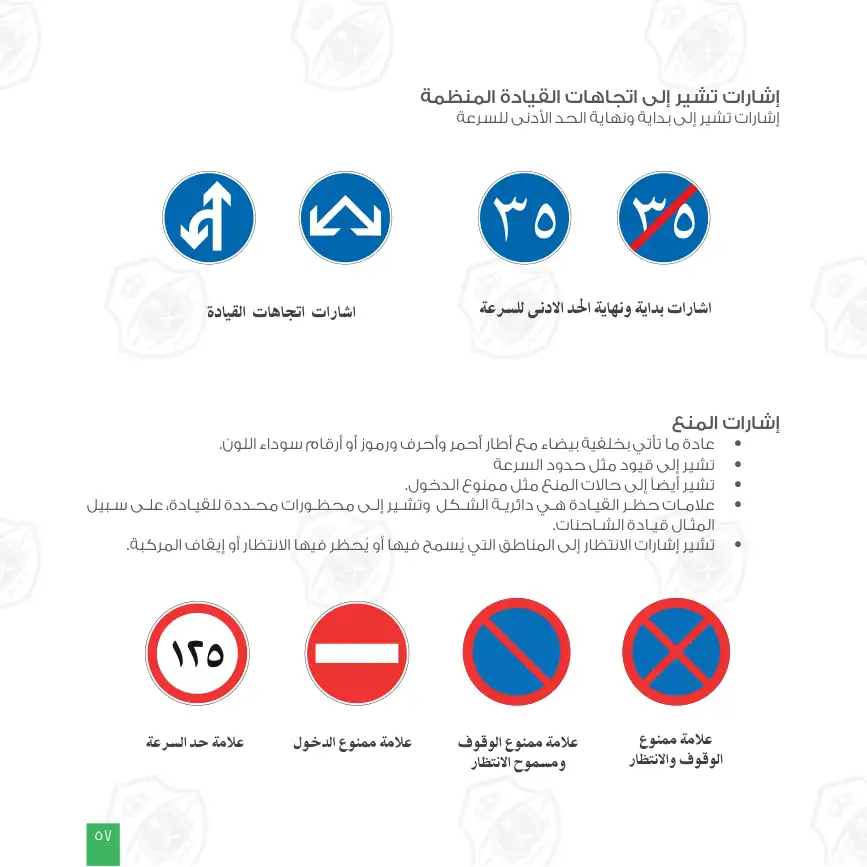 إشارات تشير إلى اتجاهات القيادة المنظمة
إشارات تشير إلى بداية ونهاية الحد الأدنى للسرعة
٣٥
٣٥
اشارات بداية ونهاية الحد الادنى للسرعة
اشارات اتجاهات القيادة
إشارات المنع
• عادة ما تأتي بخلفية بيضاء مع أطار أحمر وأحرف ورموز أو أرقام سوداء اللون.
• تشير إلى قيود مثل حدود السرعة
• تشير أيضاً إلى حالات المنع مثل ممنوع الدخول.
• علامات حظر القيادة هي دائرية الشكل وتشير إلى محظورات محددة للقيادة، على سبيل
المثال قيادة الشاحنات.
• تشير إشارات الانتظار إلى المناطق التي يُسمح فيها أو يُحظر فيها الانتظار أو إيقاف المركبة.
١٢٥
علامة ممنوع
الوقوف والانتظار
علامة ممنوع الوقوف
ومسموح الانتظار
علامة ممنوع الدخول
علامة حد السرعة
٥٧